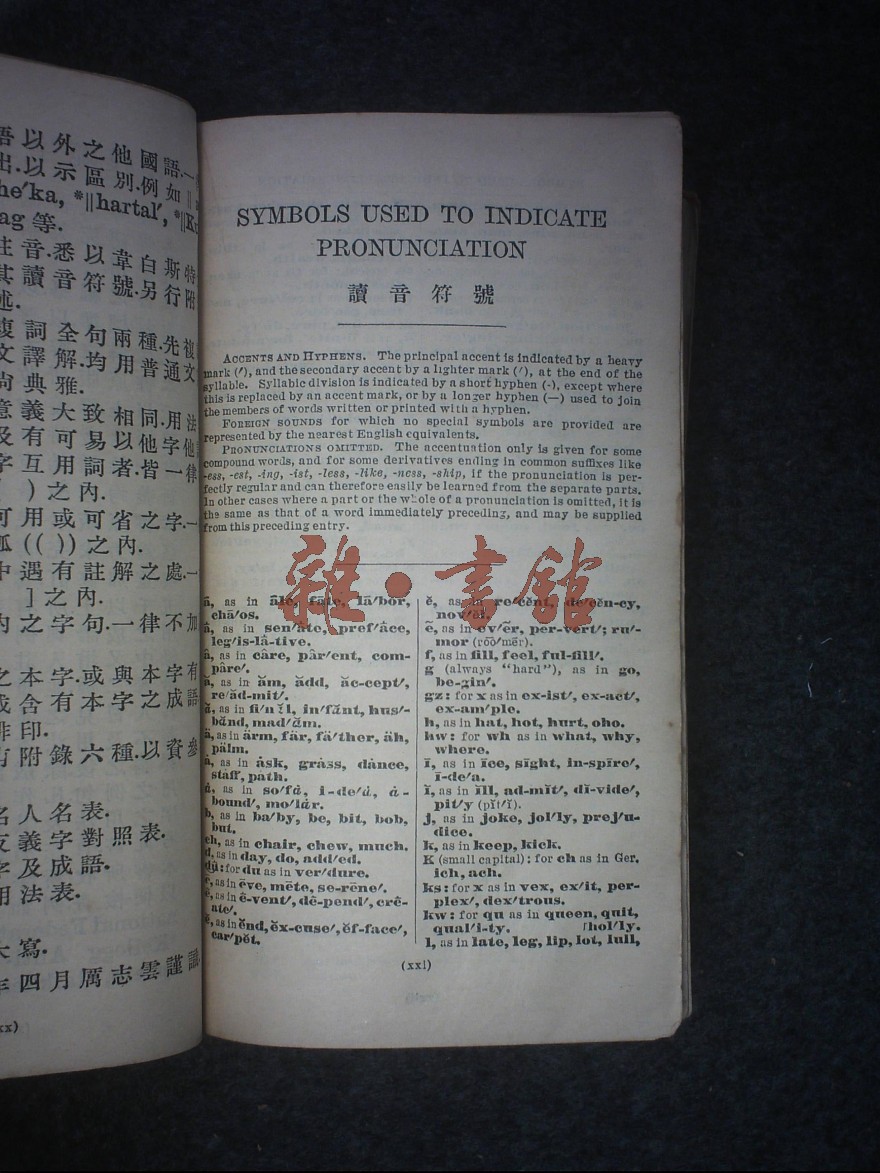 吾以外之他國語.一
出.以示區別.例如‖
he′ka, *‖hartal′, *‖K
ag 等.
註音.悉以韋白斯特
其讀音符號.另行附
述.
複詞全句兩種.先複
文譯解.均用普通文
尚典雅.
意義大致相同.用法
及有可易以他字他
字互用詞者.皆一律
( )之內.
可用或可省之字.一
弧(( ))之內.
中遇有註解之處.一
]之內.
內之字句.一律不加
之本字.或與本字有
或含有本字之成語
排印.
附錄六種.以資參
名人名表.
反義字對照表.
字及成語.
用法表.
大寫.
年四月厲志雲謹識
xx)
SYMBOLS USED TO INDICATE
PRONUNCIATION
讀音符號
ACCENTS AND HYPHENS. The principal accent is indicated by a heavy
mark (′), and the secondary accent by a lighter mark (′), at the end of the
syllable. Syllabic division is indicated by a short hyphen (-), except where
this is replaced by an accent mark, or by a longer hyphen (—) used to join
the members of words written or printed with a hyphen.
FOREIGN SOUNDS for which no special symbols are provided are
represented by the nearest English equivalents.
PRONUNCIATIONS OMITTED. The accentuation only is given for some
compound words, and for some derivatives ending in common suffixes like
-ess, -est, -ing, -ist, -less, -like, -ness, -ship, if the pronunciation is per-
fectly regular and can therefore easily be learned from the separate parts.
In other cases where a part or the whole of a pronunciation is omitted, it is
the same as that of a word immediately preceding, and may be supplied
from this preceding entry.
雜·書館
ā, as in āle, fāte, lā′bor,
chā′os.
â, as in sen′âte, pref′âce,
leg′is-lâ-tive.
â, as in câre, pâr′ent, com-
pâre′.
ă, as in ăm, ădd, ăc-cept′,
re′ăd-mit′.
ă, as in fi′năl, in′fănt, hus′-
bănd, mad′ăm.
ä, as in ärm, fär, fä′ther, äh,
pälm.
ȧ, as in ȧsk, grȧss, dȧnce,
stȧff, pȧth.
ȧ, as in so′fȧ, i-de′ȧ, ȧ-
bound′, mo′lȧr.
b, as in ba′by, be, bit, bob,
but.
ch, as in chair, chew, much.
d, as in day, do, add′ed.
dû: for du as in ver′dure.
ē, as in ēve, mēte, se-rēne′.
ê, as in ê-vent′, dê-pend′, crê-
ate′.
ĕ, as in ĕnd, ĕx-cuse′, ĕf-face′,
car′pĕt.
ĕ, as in re′cĕnt, de′cĕn-cy,
nov′ĕl.
ẽ, as in ev′ẽr, per-vert′; ru′-
mor (rōō′mẽr).
f, as in fill, feel, ful-fill′.
g (always "hard"), as in go,
be-gin′.
gz: for x as in ex-ist′, ex-act′,
ex-am′ple.
h, as in hat, hot, hurt, oho.
hw: for wh as in what, why,
where.
ī, as in īce, sīght, in-spīre′,
ī-de′a.
ĭ, as in ĭll, ad-mĭt′, dĭ-vide′,
pit′y (pĭt′ĭ).
j, as in joke, jol′ly, prej′u-
dice.
k, as in keep, kick.
K (small capital): for ch as in Ger.
ich, ach.
ks: for x as in vex, ex′it, per-
plex′, dex′trous.
kw: for qu as in queen, quit,
qual′i-ty. [hol′ly.
l, as in late, leg, lip, lot, lull,
(xxi)